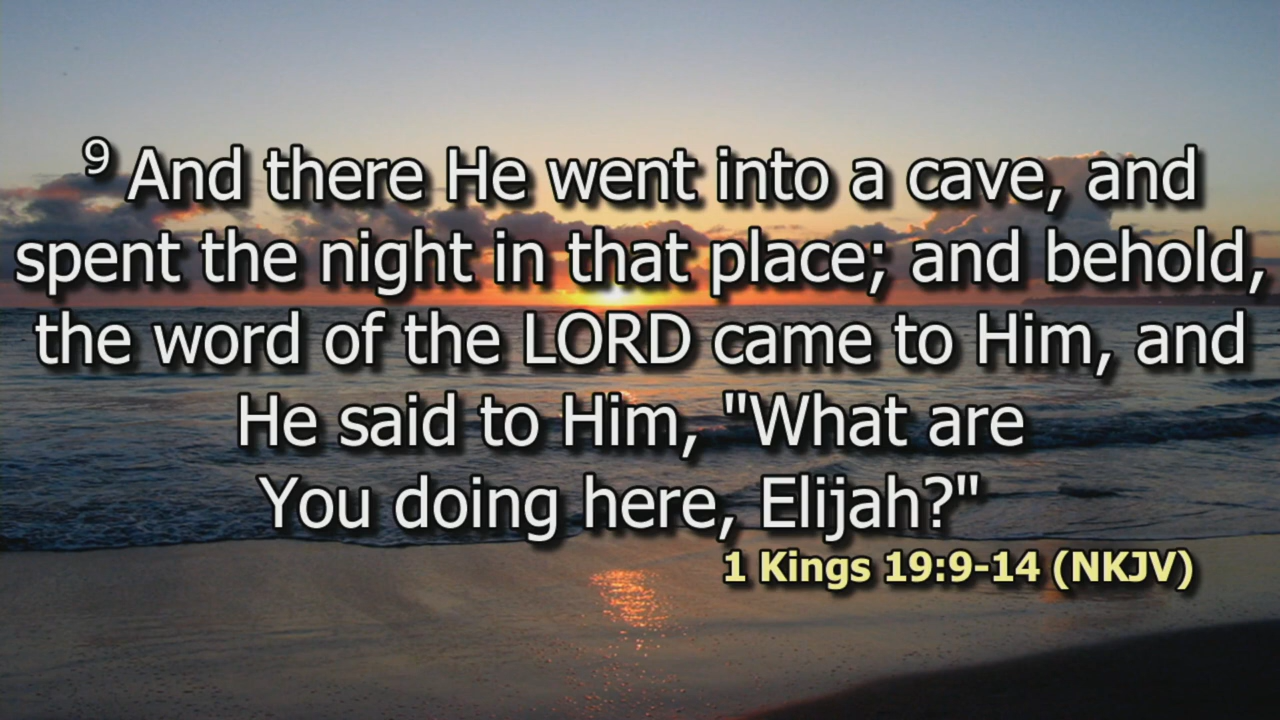 9 And there He went into a cave, and
spent the night in that place; and behold,
the word of the LORD came to Him, and
He said to Him, "What are
You doing here, Elijah?"
1 Kings 19:9-14 (NKJV)